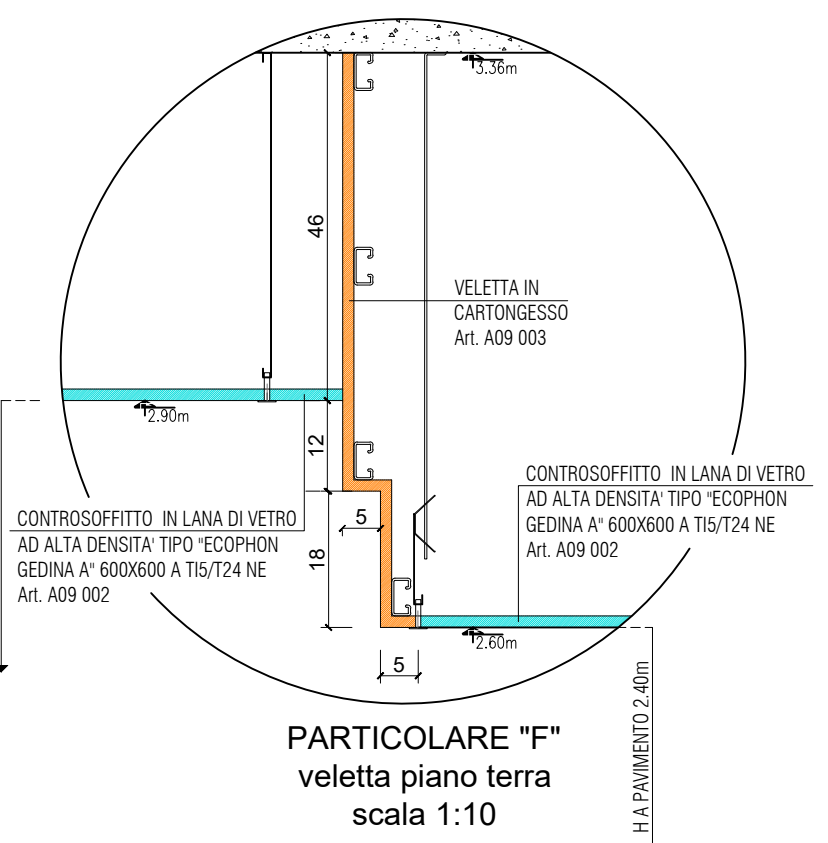 3.36m
46
VELETTA IN
CARTONGESSO
Art. A09 003
2.90m
12
CONTROSOFFITTO IN LANA DI VETRO
AD ALTA DENSITA' TIPO "ECOPHON
GEDINA A" 600X600 A TI5/T24 NE
Art. A09 002
5
18
CONTROSOFFITTO IN LANA DI VETRO
AD ALTA DENSITA' TIPO "ECOPHON
GEDINA A" 600X600 A TI5/T24 NE
Art. A09 002
2.60m
5
H A PAVIMENTO 2.40m
PARTICOLARE "F"
veletta piano terra
scala 1:10